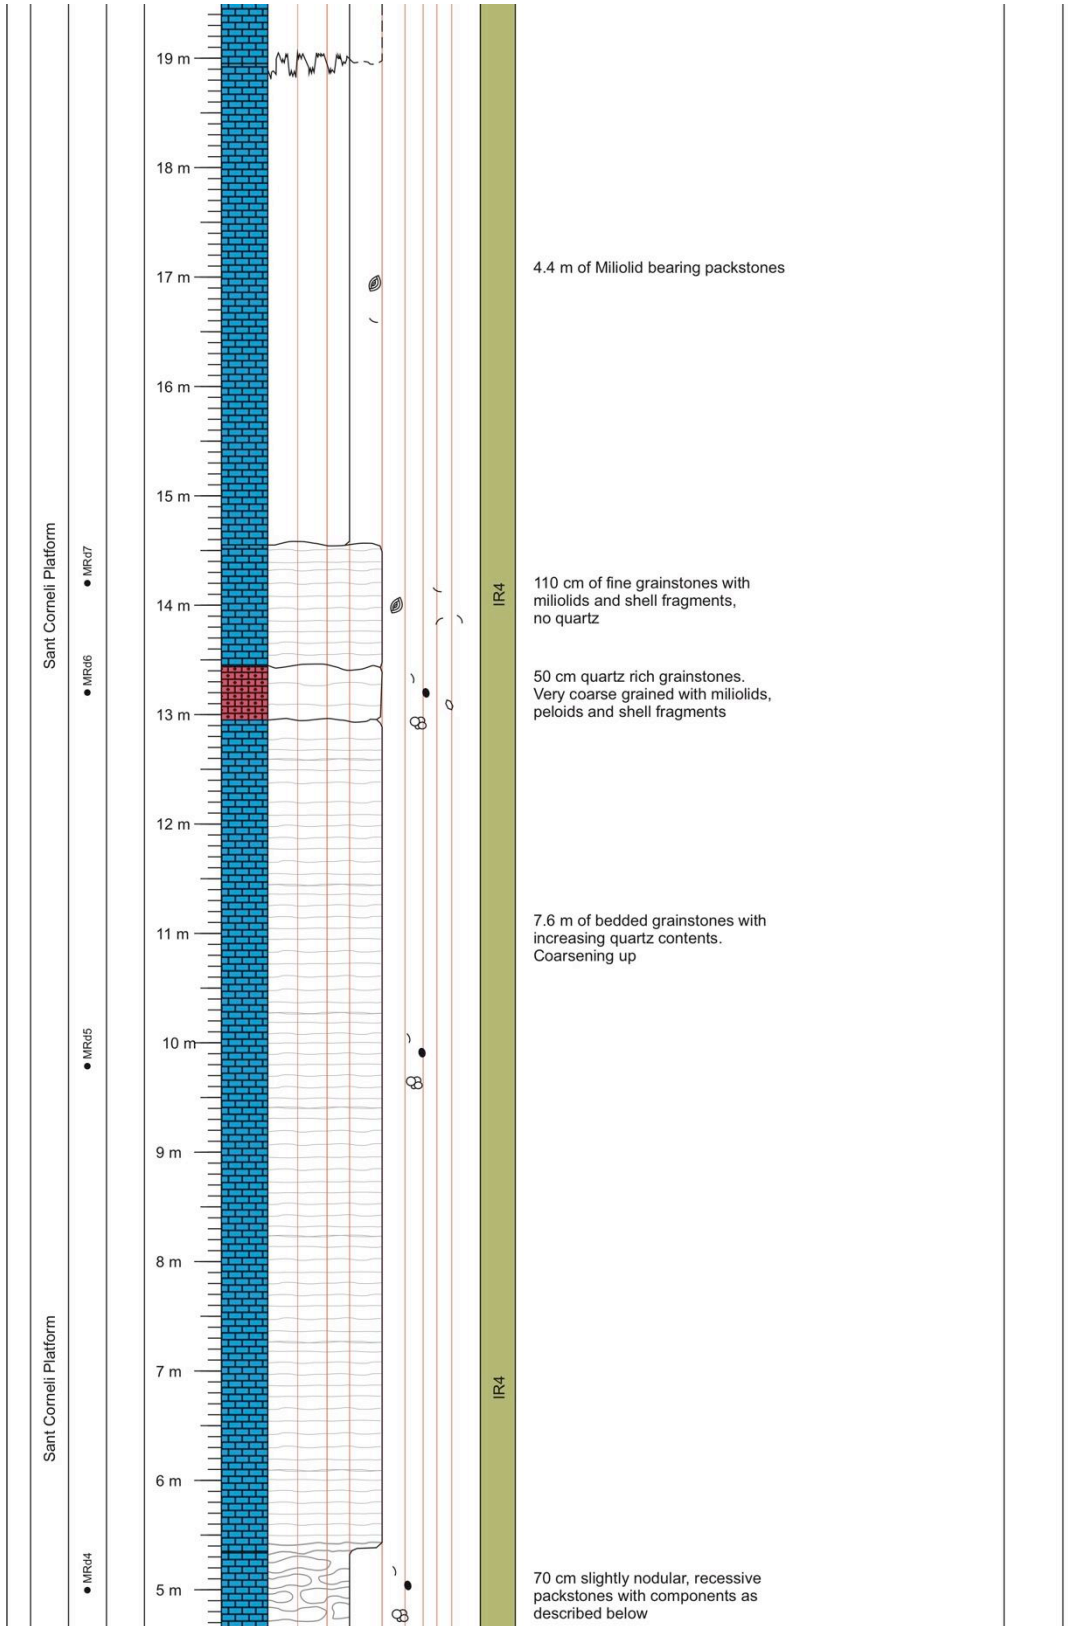 19 m
18 m
17 m
4.4 m of Miliolid bearing packstones
16 m
15 m
Sant Corneli Platform
MRd7
14 m
IR4
110 cm of fine grainstones with
miliolids and shell fragments,
no quartz
MRd6
13 m
50 cm quartz rich grainstones.
Very coarse grained with miliolids,
peloids and shell fragments
12 m
11 m
7.6 m of bedded grainstones with
increasing quartz contents.
Coarsening up
MRd5
10 m
9 m
8 m
Sant Corneli Platform
7 m
IR4
6 m
MRd4
5 m
70 cm slightly nodular, recessive
packstones with components as
described below